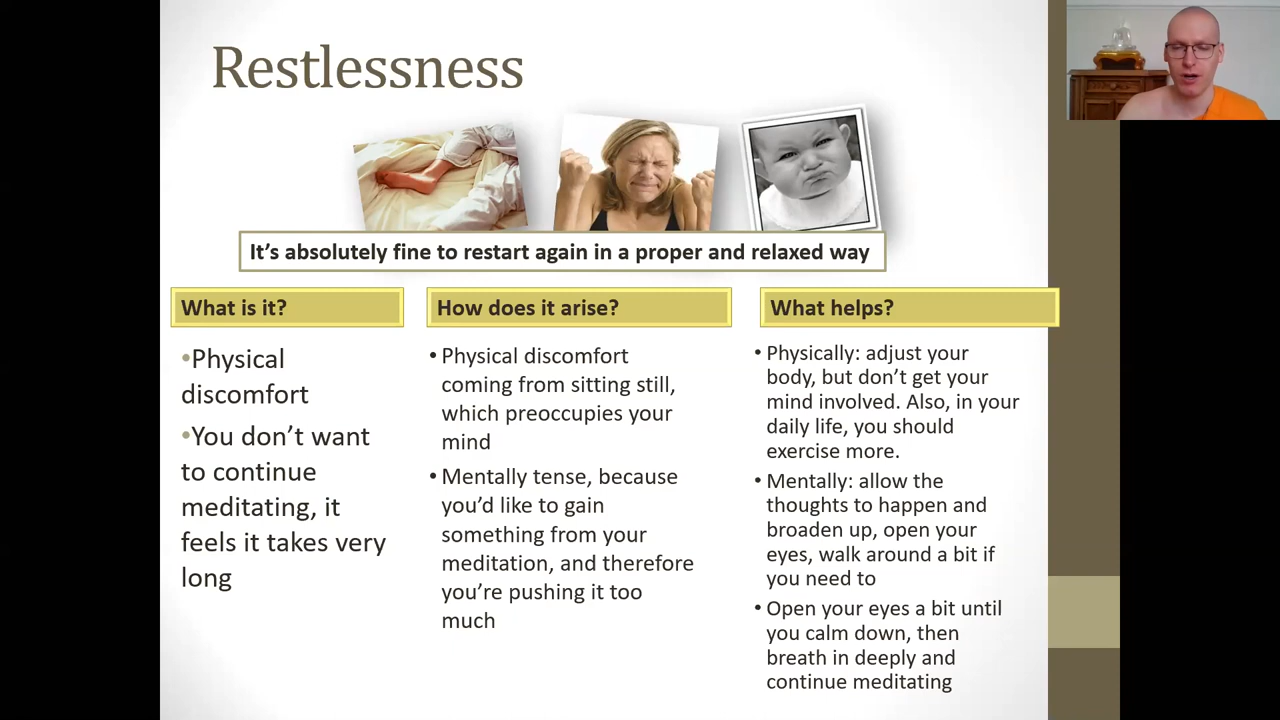 Restlessness
It's absolutely fine to restart again in a proper and relaxed way
What is it?
•Physical
discomfort
•You don't want
to continue
meditating, it
feels it takes very
long
How does it arise?
• Physical discomfort
coming from sitting still,
which preoccupies your
mind
• Mentally tense, because
you'd like to gain
something from your
meditation, and therefore
you're pushing it too
much
What helps?
• Physically: adjust your
body, but don't get your
mind involved. Also, in your
daily life, you should
exercise more.
• Mentally: allow the
thoughts to happen and
broaden up, open your
eyes, walk around a bit if
you need to
• Open your eyes a bit until
you calm down, then
breath in deeply and
continue meditating